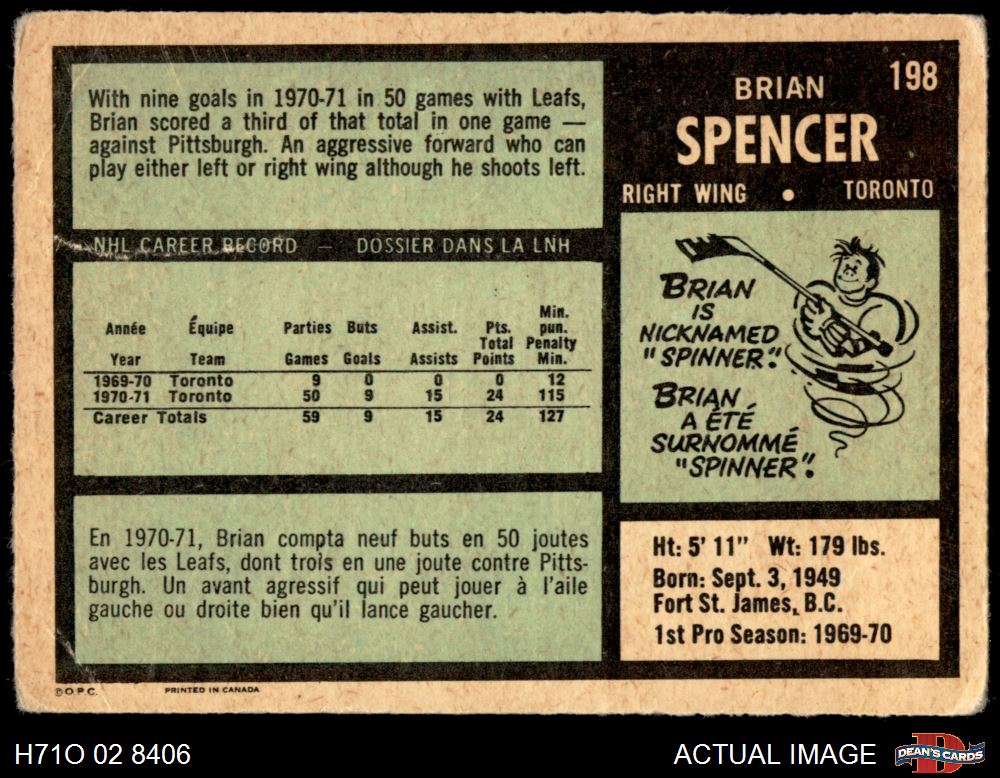 198
BRIAN
SPENCER
RIGHT WING • TORONTO
With nine goals in 1970-71 in 50 games with Leafs,
Brian scored a third of that total in one game —
against Pittsburgh. An aggressive forward who can
play either left or right wing although he shoots left.
NHL CAREER RECORD — DOSSIER DANS LA LNH
Année Équipe Parties Buts Assist. Pts. Total Min. pun. Penalty
Year Team Games Goals Assists Points Min.
1969-70 Toronto 9 0 0 0 12
1970-71 Toronto 50 9 15 24 115
Career Totals 59 9 15 24 127
En 1970-71, Brian compta neuf buts en 50 joutes
avec les Leafs, dont trois en une joute contre Pitts-
burgh. Un avant agressif qui peut jouer à l'aile
gauche ou droite bien qu'il lance gaucher.
BRIAN
IS
NICKNAMED
"SPINNER".
BRIAN
A ÉTÉ
SURNOMMÉ
"SPINNER".
Ht: 5' 11" Wt: 179 lbs.
Born: Sept. 3, 1949
Fort St. James, B.C.
1st Pro Season: 1969-70
©O.P.C. PRINTED IN CANADA
H71O 02 8406 ACTUAL IMAGE DEAN'S CARDS